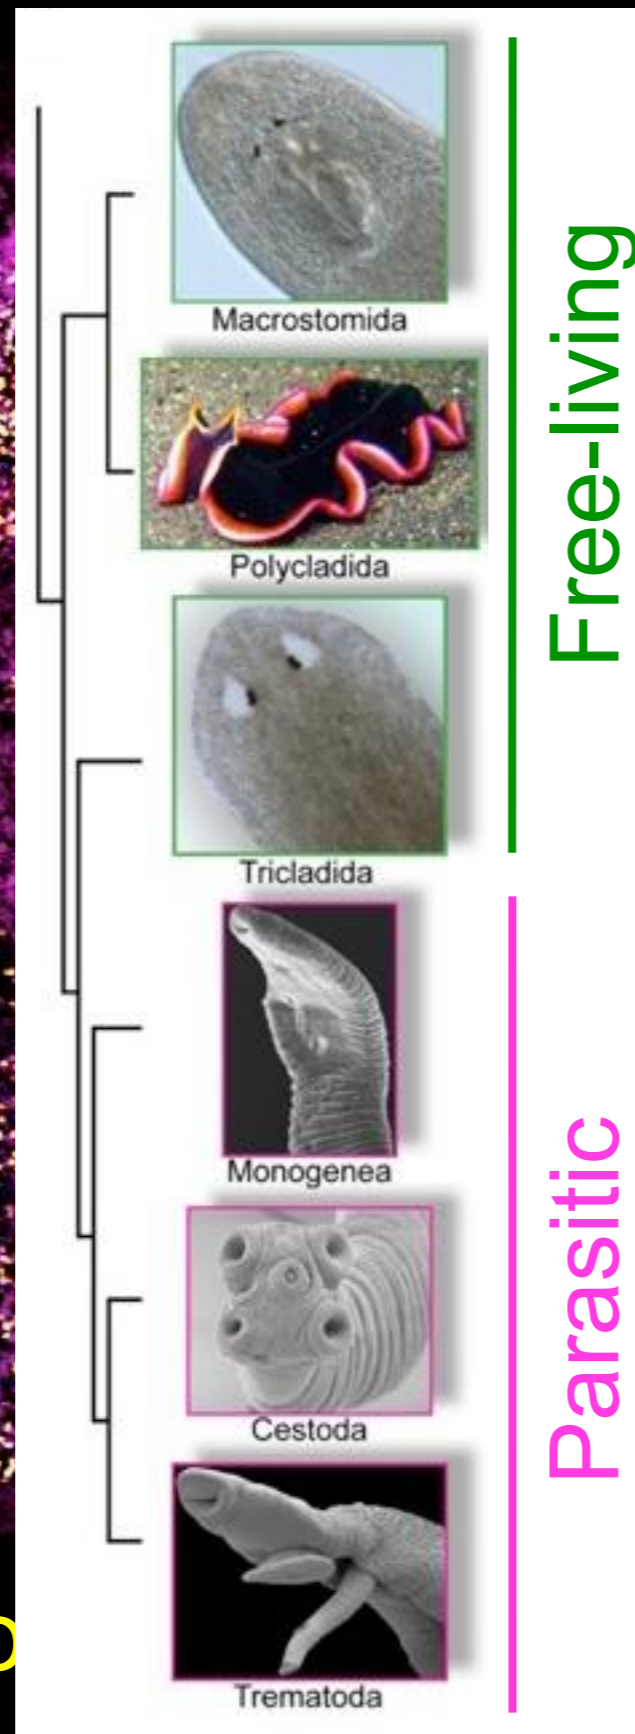 Macrostomida
Polycladida
Tricladida
Monogenea
Cestoda
Trematoda
Free-living
Parasitic